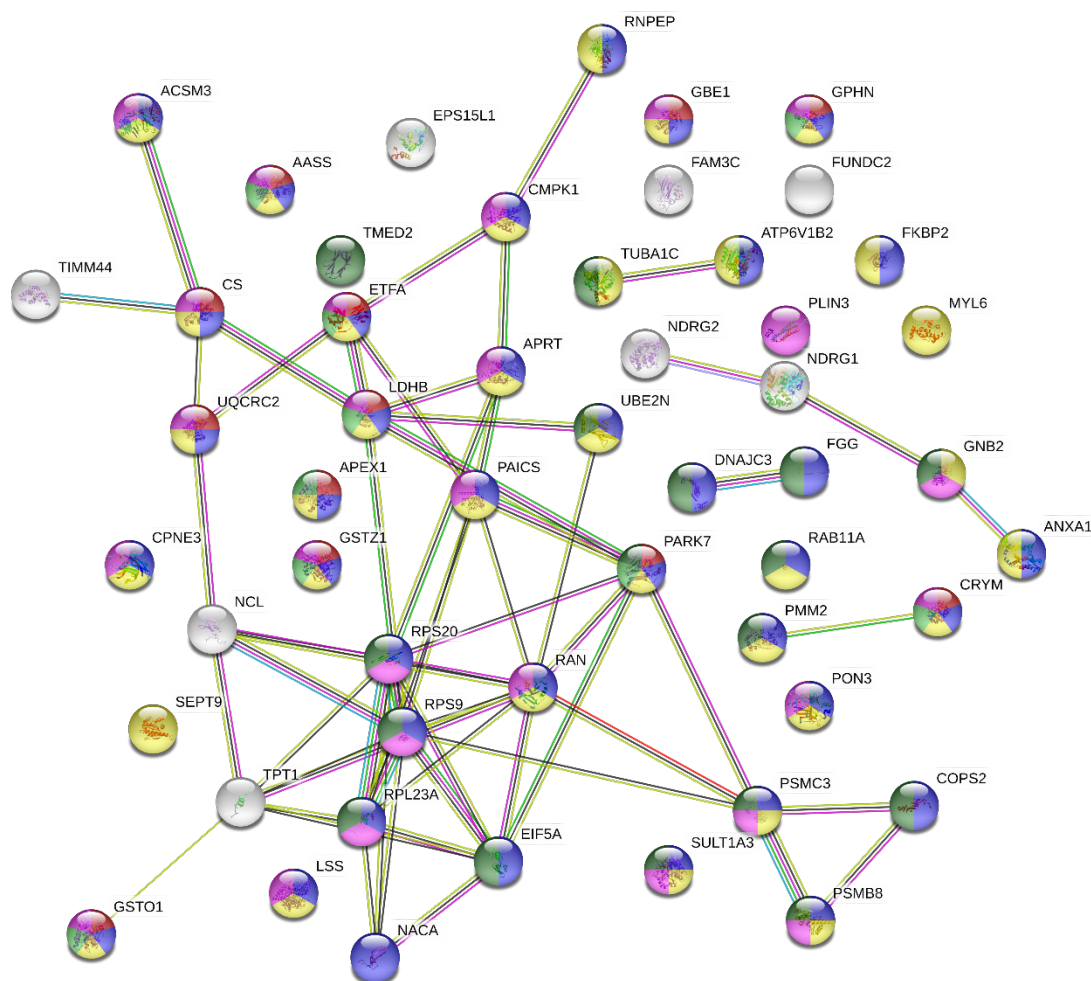 RNPEP
ACSM3
GBE1
GPHN
EPS15L1
AASS
FAM3C
FUNDC2
CMPK1
TMED2
ATP6V1B2
FKBP2
TUBA1C
TIMM44
CS
ETFA
PLIN3
MYL6
NDRG2
APRT
NDRG1
LDHB
UQCRC2
UBE2N
GNB2
DNAJC3
FGG
APEX1
PAICS
ANXA1
CPNE3
GSTZ1
PARK7
RAB11A
CRYM
NCL
PMM2
RPS20
RAN
PON3
SEPT9
RPS9
TPT1
PSMC3
COPS2
RPL23A
EIF5A
SULT1A3
LSS
PSMB8
GSTO1
NACA